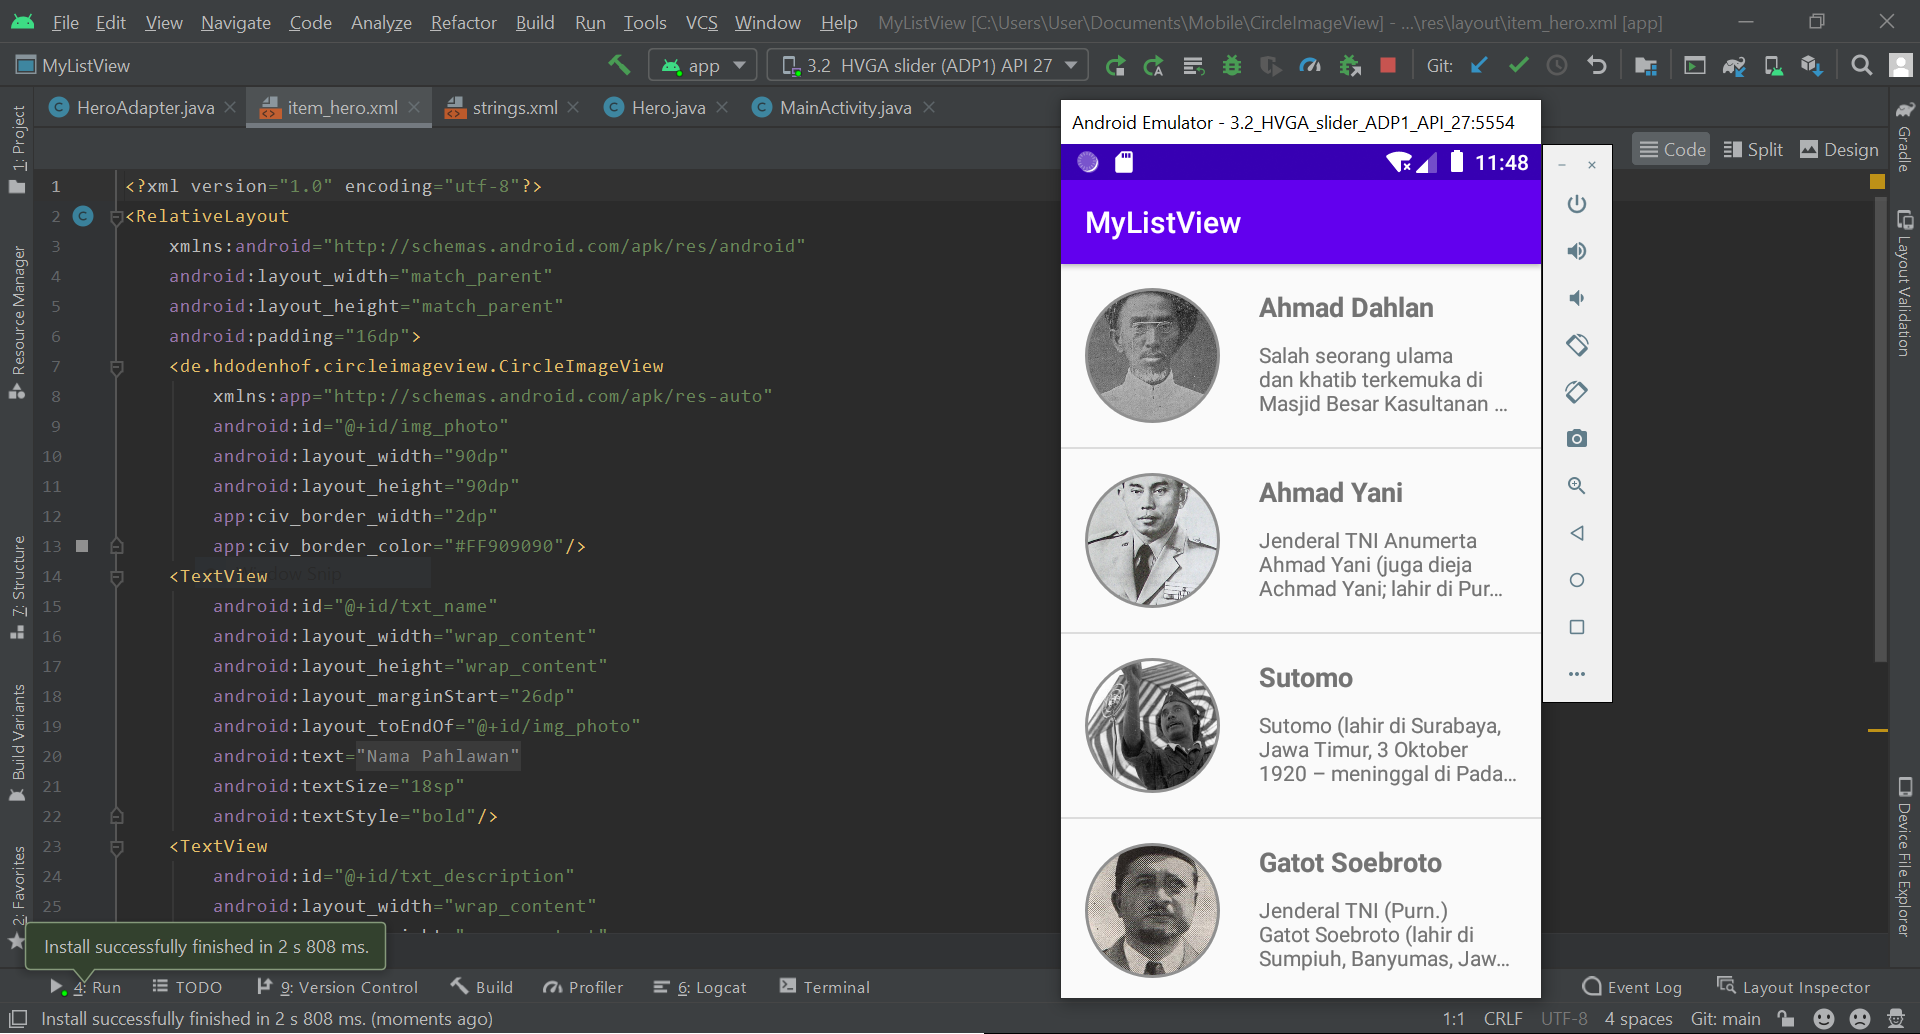 File Edit View Navigate Code Analyze Refactor Build Run Tools VCS Window Help MyListView [C:\Users\User\Documents\Mobile\CircleImageView] - ...\res\layout\item_hero.xml [app]
MyListView app 3.2 HVGA slider (ADP1) API 27 Git:
HeroAdapter.java item_hero.xml strings.xml Hero.java MainActivity.java
Code Split Design
1: Project
Resource Manager
7: Structure
Build Variants
2: Favorites
1 <?xml version="1.0" encoding="utf-8"?>
2 <RelativeLayout
3 xmlns:android="http://schemas.android.com/apk/res/android"
4 android:layout_width="match_parent"
5 android:layout_height="match_parent"
6 android:padding="16dp">
7 <de.hdodenhof.circleimageview.CircleImageView
8 xmlns:app="http://schemas.android.com/apk/res-auto"
9 android:id="@+id/img_photo"
10 android:layout_width="90dp"
11 android:layout_height="90dp"
12 app:civ_border_width="2dp"
13 app:civ_border_color="#FF909090"/>
14 <TextView
15 android:id="@+id/txt_name"
16 android:layout_width="wrap_content"
17 android:layout_height="wrap_content"
18 android:layout_marginStart="26dp"
19 android:layout_toEndOf="@+id/img_photo"
20 android:text="Nama Pahlawan"
21 android:textSize="18sp"
22 android:textStyle="bold"/>
23 <TextView
24 android:id="@+id/txt_description"
25 android:layout_width="wrap_content"
Android Emulator - 3.2_HVGA_slider_ADP1_API_27:5554
11:48
MyListView
Ahmad Dahlan
Salah seorang ulama
dan khatib terkemuka di
Masjid Besar Kasultanan ...
Ahmad Yani
Jenderal TNI Anumerta
Ahmad Yani (juga dieja
Achmad Yani; lahir di Pur...
Sutomo
Sutomo (lahir di Surabaya,
Jawa Timur, 3 Oktober
1920 – meninggal di Pada...
Gatot Soebroto
Jenderal TNI (Purn.)
Gatot Soebroto (lahir di
Sumpiuh, Banyumas, Jaw...
Gradle
Layout Validation
Device File Explorer
Install successfully finished in 2 s 808 ms.
4: Run TODO 9: Version Control Build Profiler 6: Logcat Terminal Event Log Layout Inspector
Install successfully finished in 2 s 808 ms. (moments ago) 1:1 CRLF UTF-8 4 spaces Git: main